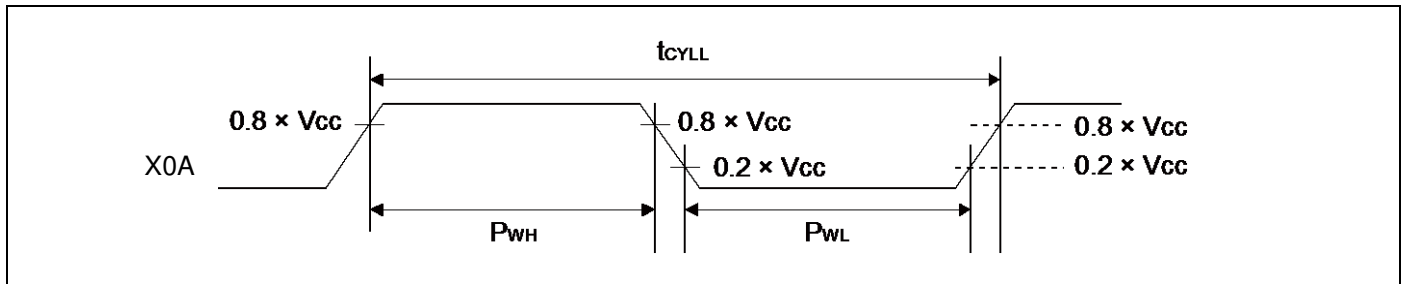 tCYLL
0.8 × Vcc
0.8 × Vcc
0.8 × Vcc
X0A
0.2 × Vcc
0.2 × Vcc
PWH
PWL